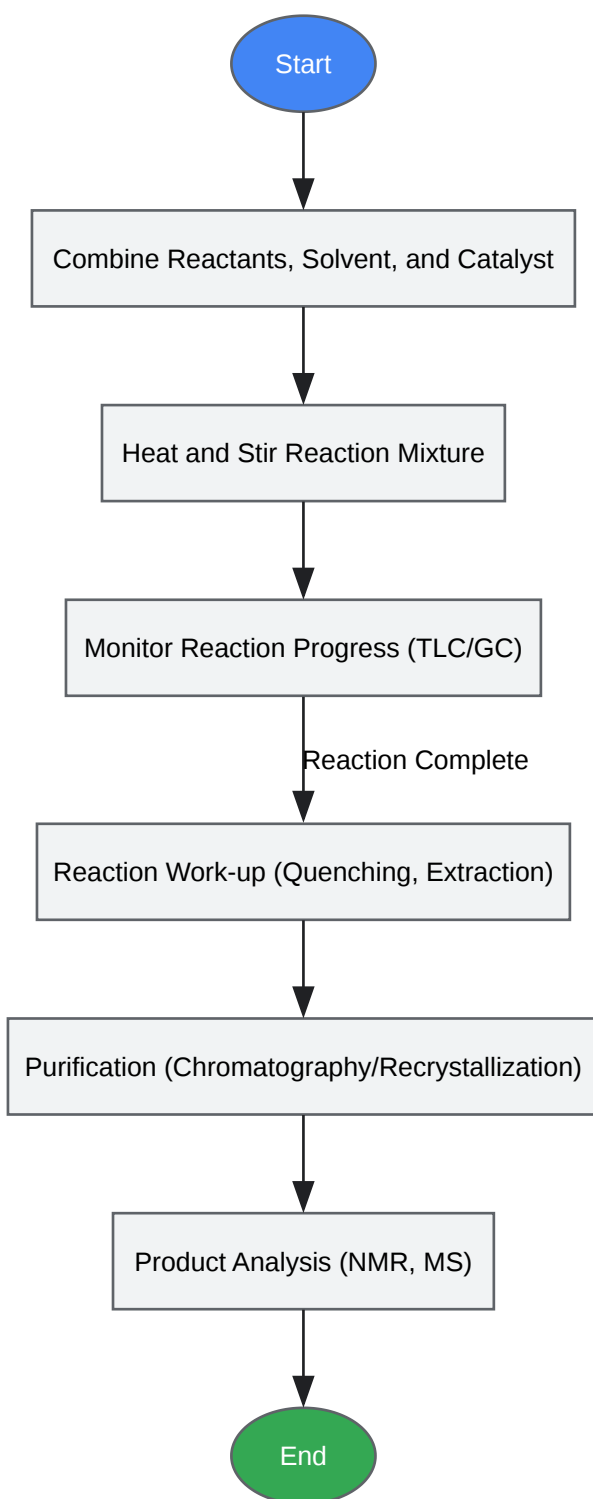 Start
Combine Reactants, Solvent, and Catalyst
Heat and Stir Reaction Mixture
Monitor Reaction Progress (TLC/GC)
Reaction Complete
Reaction Work-up (Quenching, Extraction)
Purification (Chromatography/Recrystallization)
Product Analysis (NMR, MS)
End